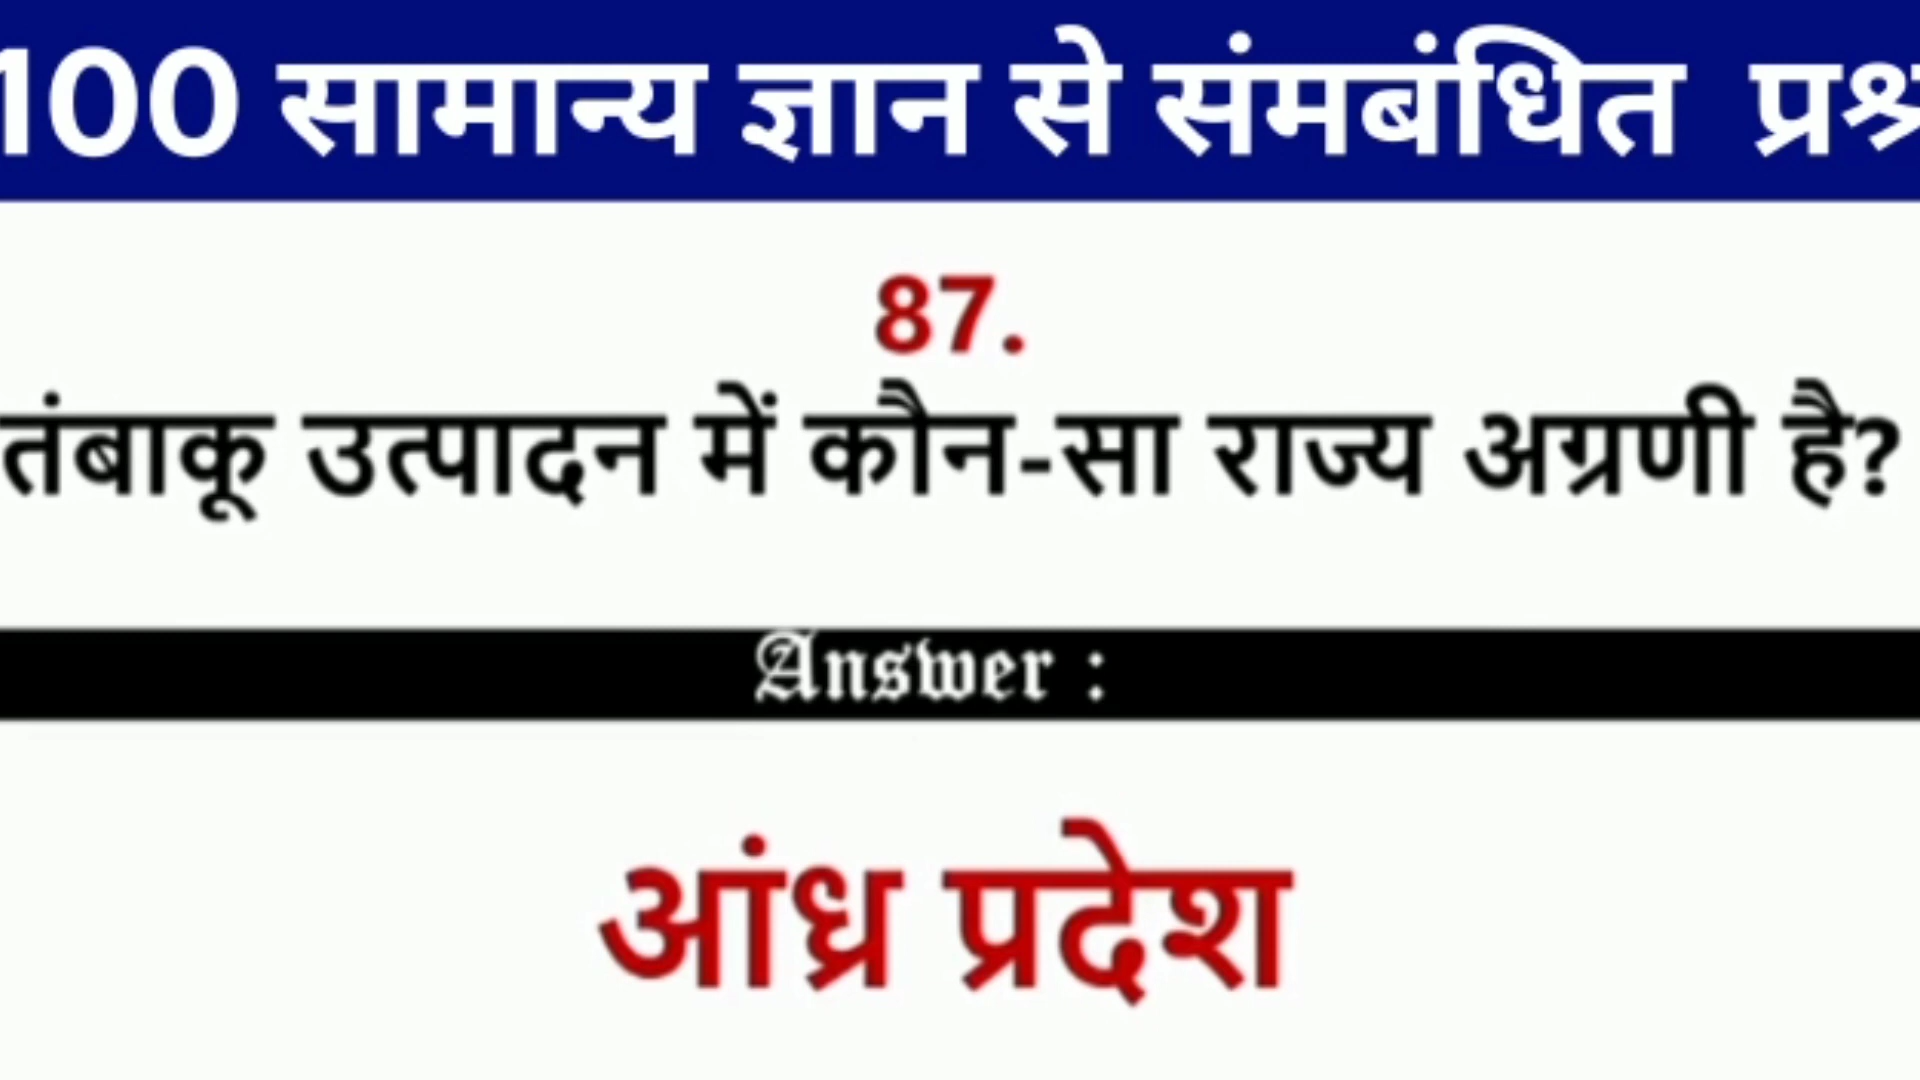 100 सामान्य ज्ञान से संमबंधित प्रश्न
87.
तंबाकू उत्पादन में कौन-सा राज्य अग्रणी है?
Answer :
आंध्र प्रदेश